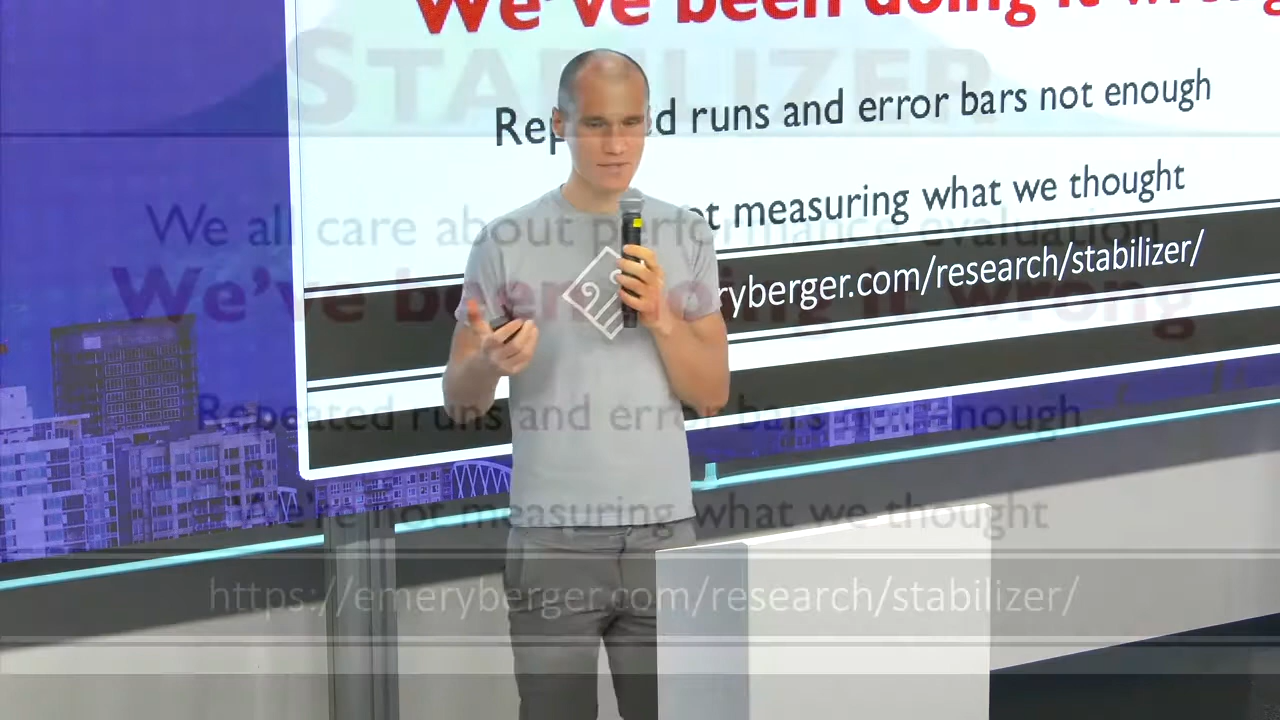 We've been doing it wrong
STABILIZER
Repeated runs and error bars not enough
not measuring what we thought
emeryberger.com/research/stabilizer/
We all care about performance evaluation
We've been doing it wrong
Repeated runs and error bars not enough
We're not measuring what we thought
https://emeryberger.com/research/stabilizer/